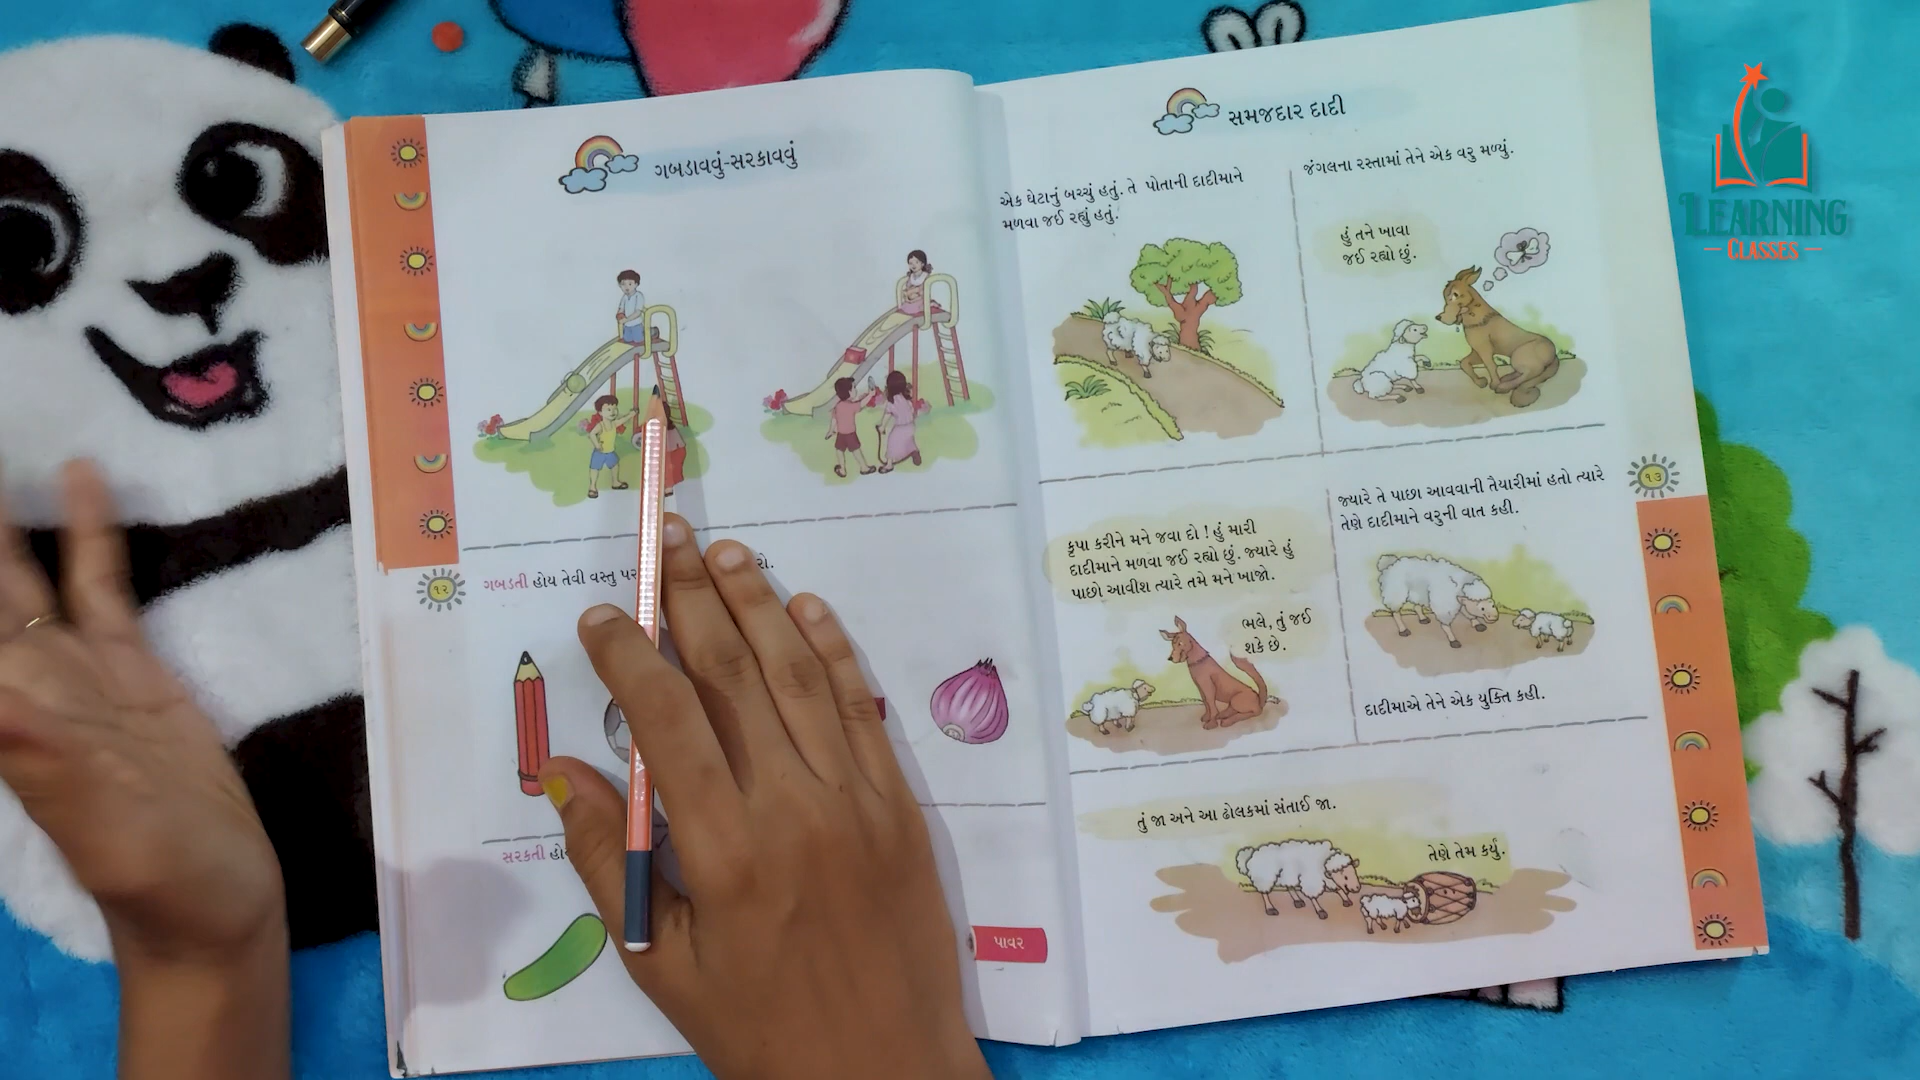 ગબડાવવું-સરકાવવું
૧૨
ગબડતી હોય તેવી વસ્તુ પર
સરકતી
પાવર
સમજદાર દાદી
એક ઘેટાનું બચ્ચું હતું. તે પોતાની દાદીમાને
મળવા જઈ રહ્યું હતું.
જંગલના રસ્તામાં તેને એક વરુ મળ્યું.
હું તને ખાવા
જઈ રહ્યો છું.
કૃપા કરીને મને જવા દો ! હું મારી
દાદીમાને મળવા જઈ રહ્યો છું. જ્યારે હું
પાછો આવીશ ત્યારે તમે મને ખાજો.
ભલે, તું જઈ
શકે છે.
જ્યારે તે પાછા આવવાની તૈયારીમાં હતો ત્યારે
તેણે દાદીમાને વરુની વાત કહી.
દાદીમાએ તેને એક યુક્તિ કહી.
તું જા અને આ ઢોલકમાં સંતાઈ જા.
તેણે તેમ કર્યું.
૧૩
LEARNING
CLASSES